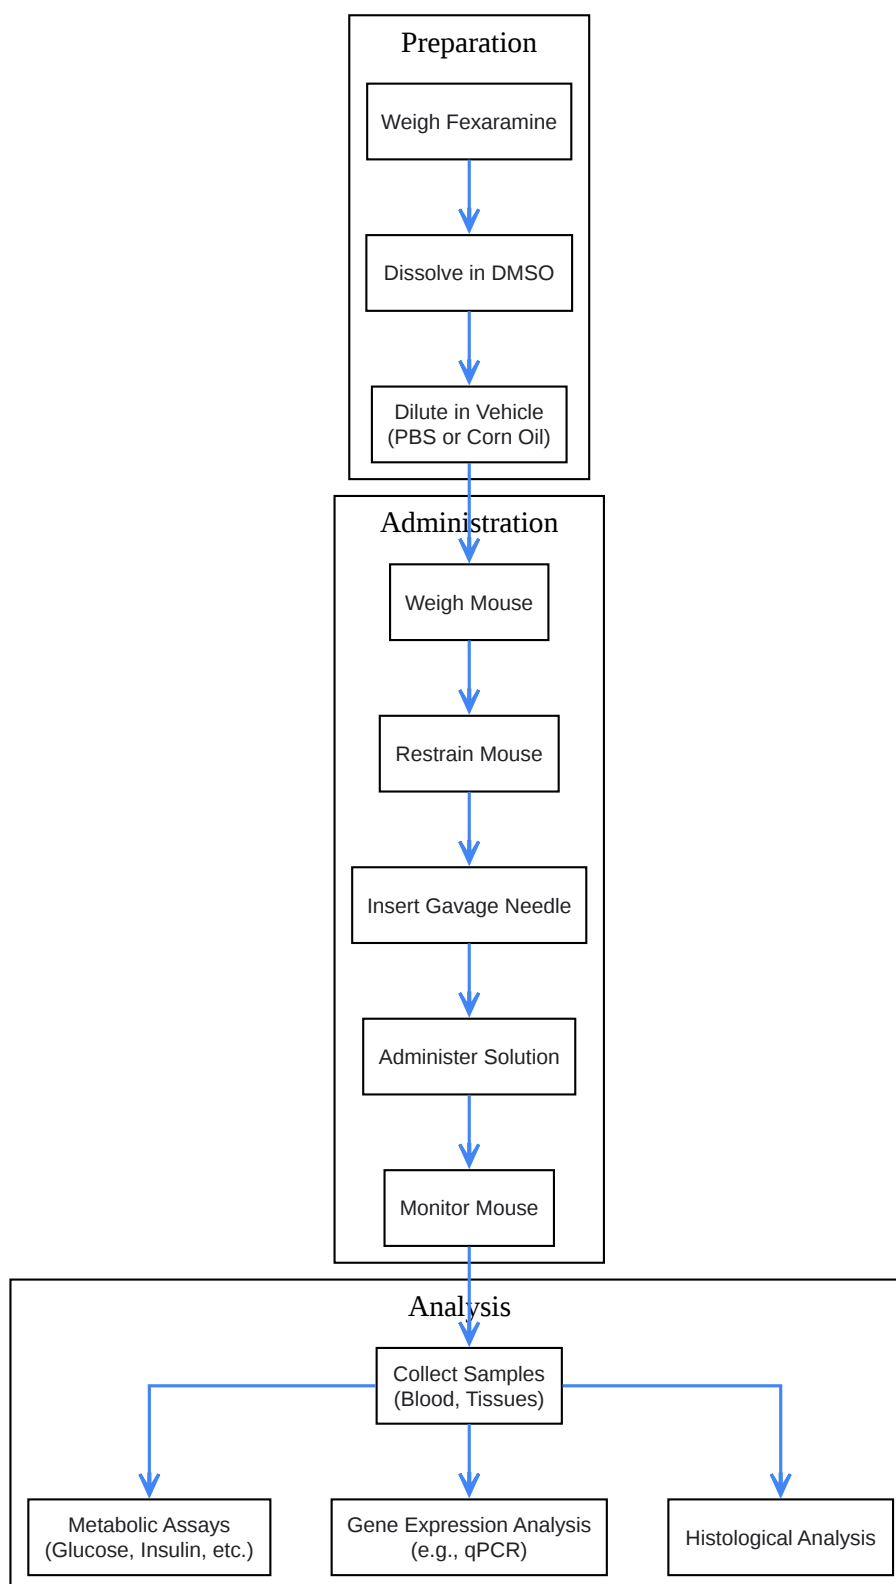 Preparation
Weigh Fexaramine
Dissolve in DMSO
Dilute in Vehicle
(PBS or Corn Oil)
Administration
Weigh Mouse
Restrain Mouse
Insert Gavage Needle
Administer Solution
Monitor Mouse
Analysis
Collect Samples
(Blood, Tissues)
Metabolic Assays
(Glucose, Insulin, etc.)
Gene Expression Analysis
(e.g., qPCR)
Histological Analysis